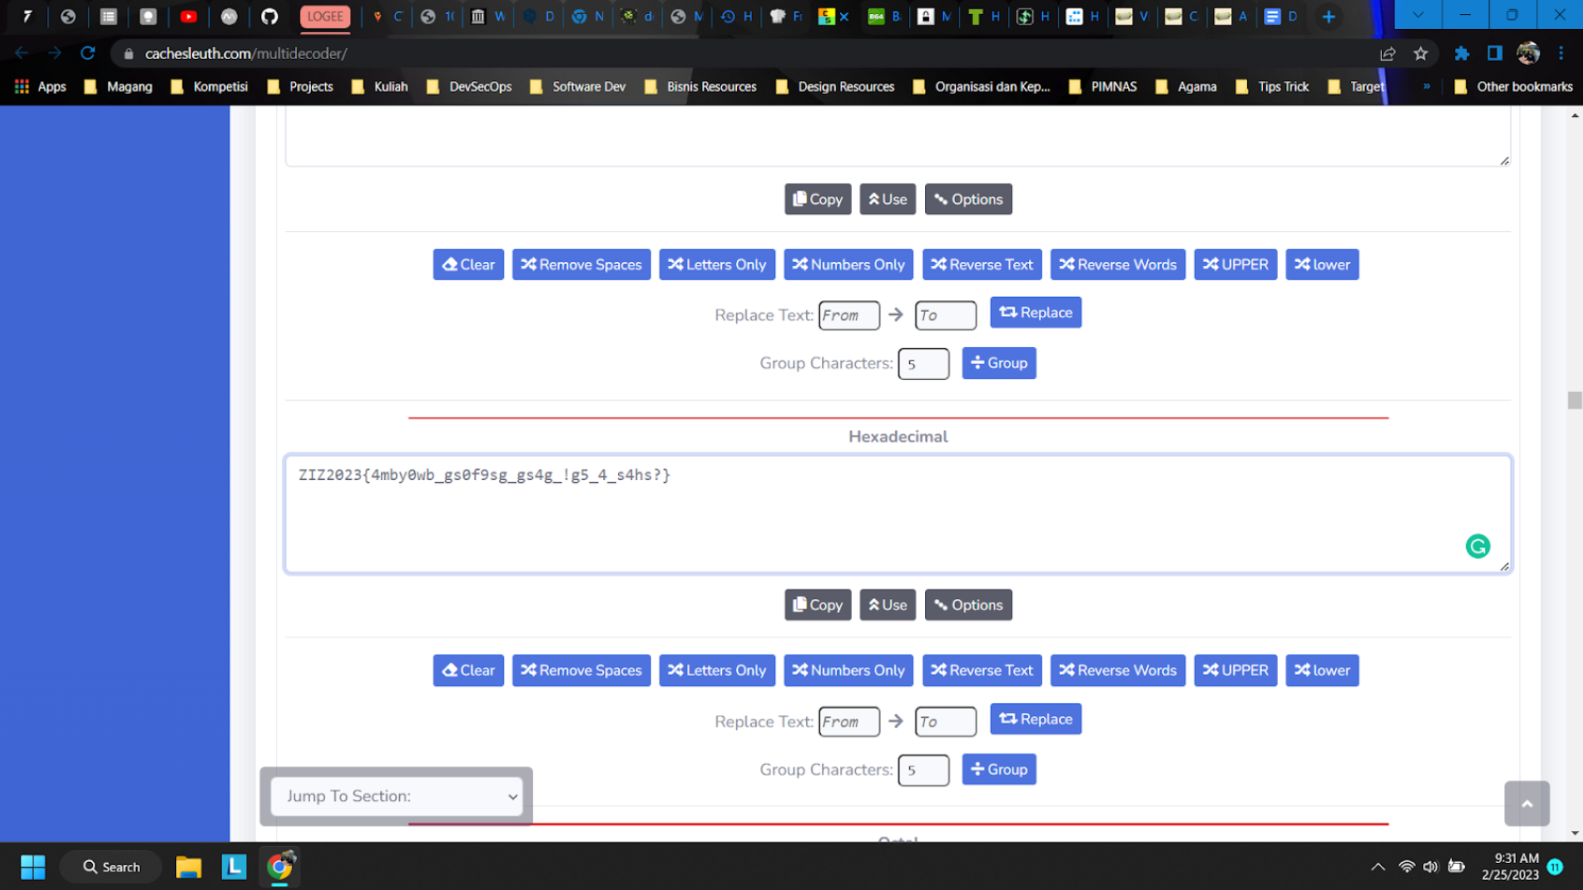 LOGEE
C
10
W
D
N
d
M
H
Fr
B
M
H
H
H
V
C
A
D
cachesleuth.com/multidecoder/
Apps Magang Kompetisi Projects Kuliah DevSecOps Software Dev Bisnis Resources Design Resources Organisasi dan Kep... PIMNAS Agama Tips Trick Target » Other bookmarks
Copy Use Options
Clear Remove Spaces Letters Only Numbers Only Reverse Text Reverse Words UPPER lower
Replace Text: From → To Replace
Group Characters: 5 Group
Hexadecimal
ZIZ2023{4mby0wb_gs0f9sg_gs4g_!g5_4_s4hs?}
Copy Use Options
Clear Remove Spaces Letters Only Numbers Only Reverse Text Reverse Words UPPER lower
Replace Text: From → To Replace
Group Characters: 5 Group
Jump To Section:
Search
L
9:31 AM
2/25/2023
11